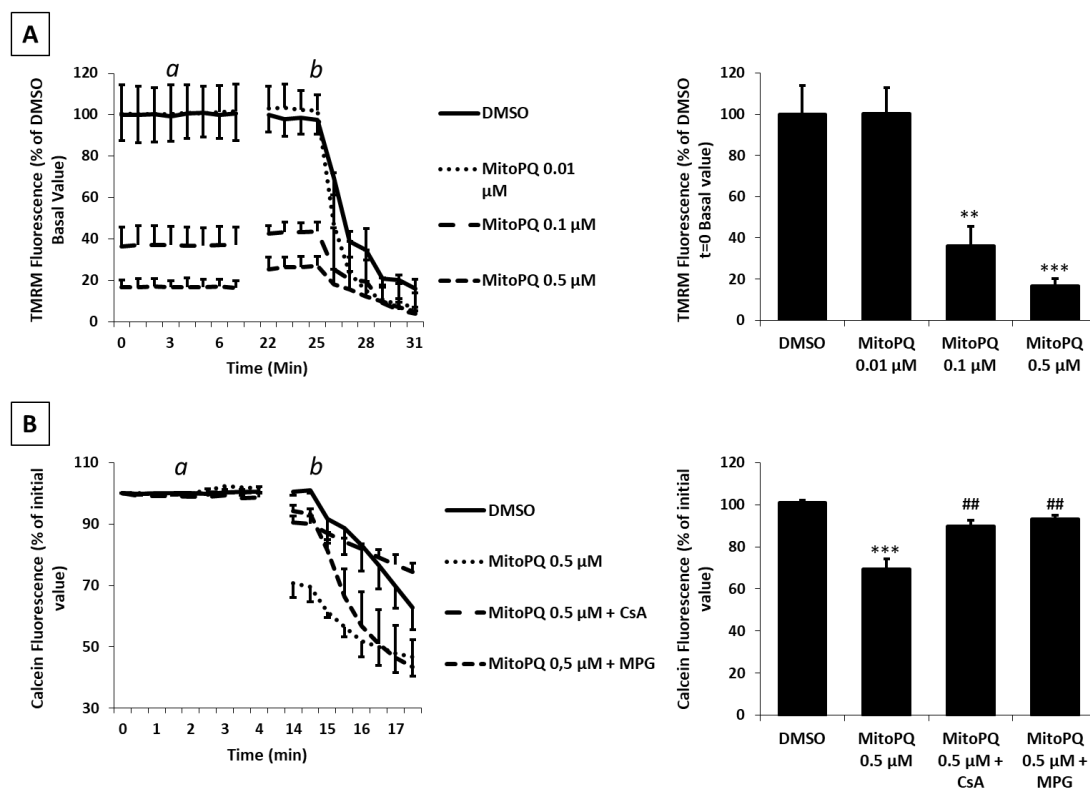 A
TMRM Fluorescence (% of DMSO
Basal Value)
120
100
80
60
40
20
0
a
b
0 3 6 22 25 28 31
Time (Min)
DMSO
MitoPQ 0.01
µM
MitoPQ 0.1 µM
MitoPQ 0.5 µM
TMRM Fluorescence (% of DMSO
t=0 Basal value)
120
100
80
60
40
20
0
**
***
DMSO MitoPQ MitoPQ MitoPQ
0.01 µM 0.1 µM 0.5 µM
B
Calcein Fluorescence (% of initial
value)
110
90
70
50
30
a
b
0 1 2 3 4 14 15 16 17
Time (min)
DMSO
MitoPQ 0.5 µM
MitoPQ 0.5 µM + CsA
MitoPQ 0,5 µM + MPG
Calcein Fluorescence (% of initial
value)
120
100
80
60
40
20
0
***
##
##
DMSO MitoPQ MitoPQ MitoPQ
0.5 µM 0.5 µM + 0.5 µM +
CsA MPG